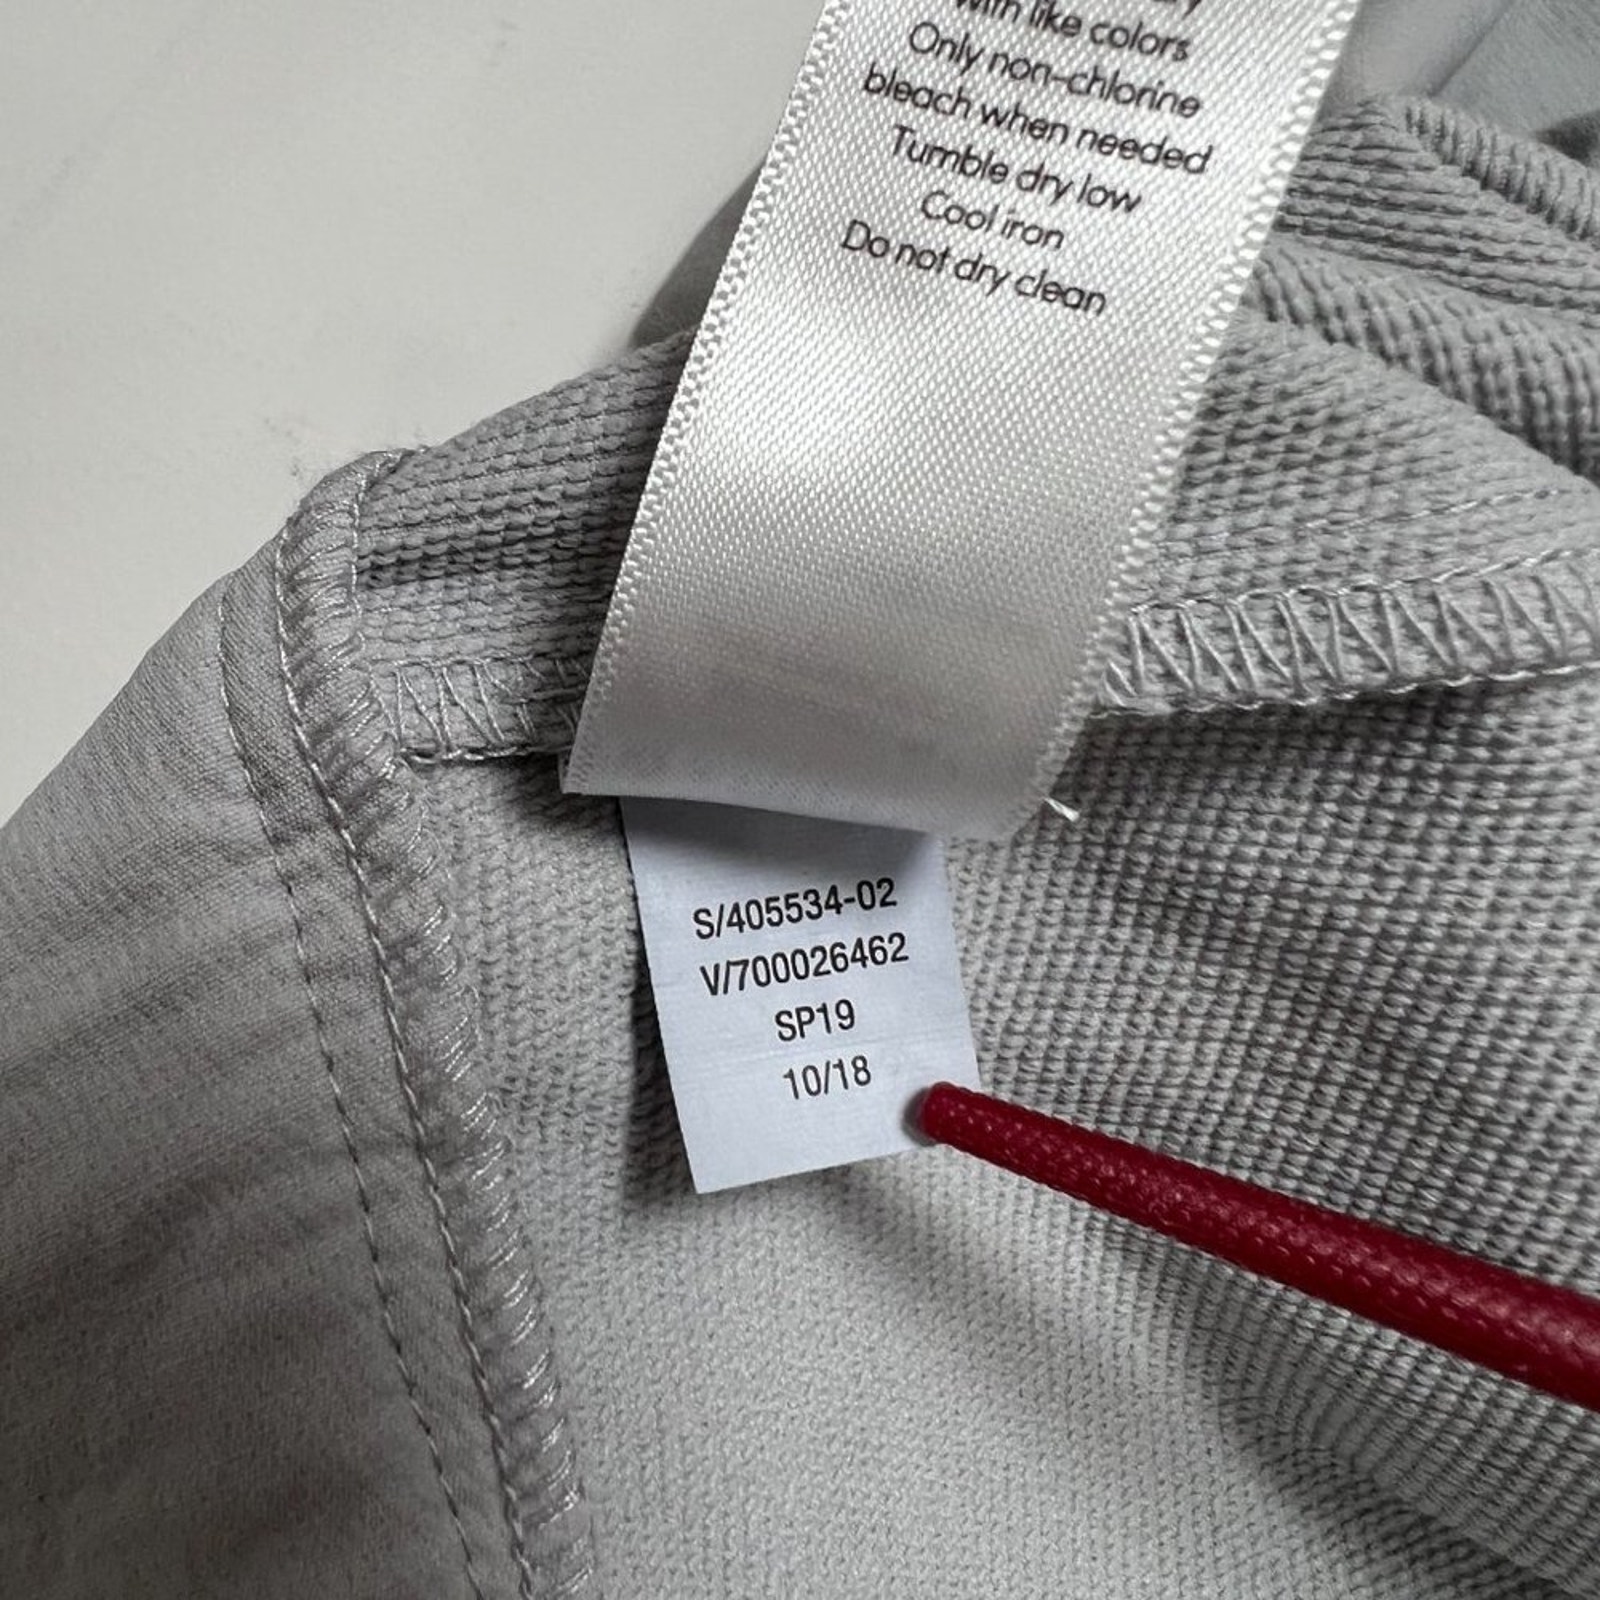 with like colors
Only non-chlorine
bleach when needed
Tumble dry low
Cool iron
Do not dry clean
S/405534-02
V/700026462
SP19
10/18